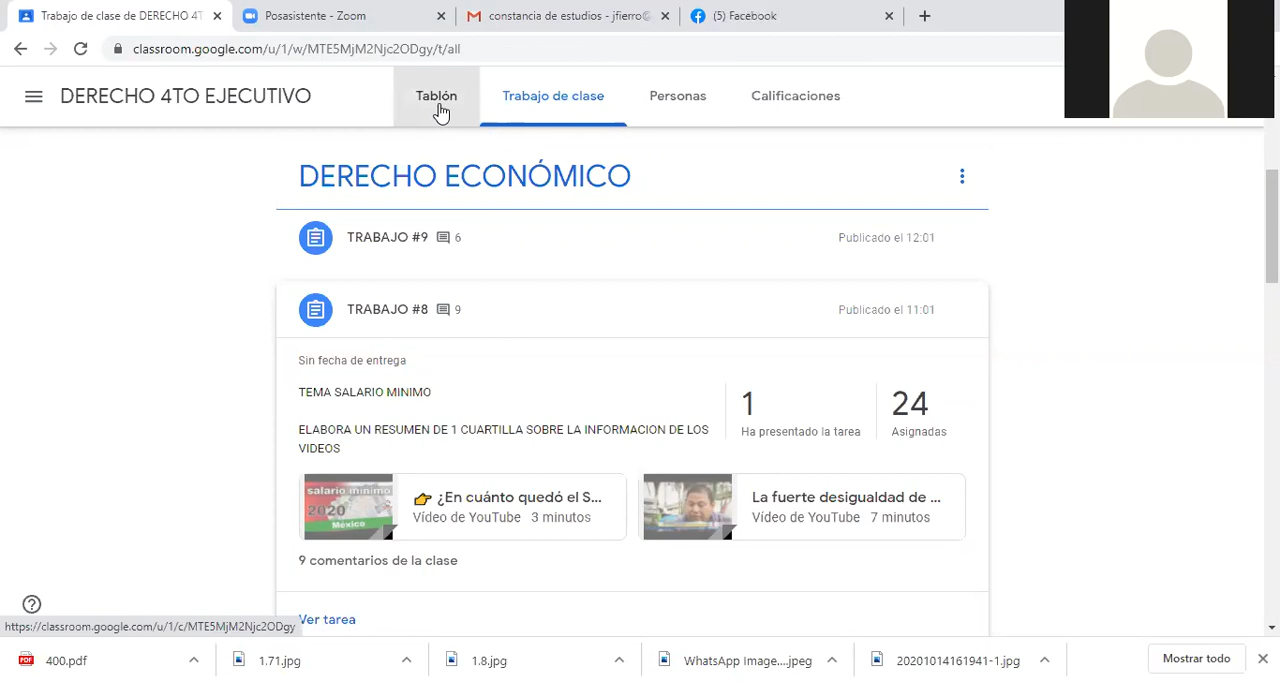 Trabajo de clase de DERECHO 4T
Posasistente - Zoom
constancia de estudios - jfierro@
(5) Facebook
classroom.google.com/u/1/w/MTE5MjM2Njc2ODgy/t/all
DERECHO 4TO EJECUTIVO
Tablón
Trabajo de clase
Personas
Calificaciones
DERECHO ECONÓMICO
TRABAJO #9 6
Publicado el 12:01
TRABAJO #8 9
Publicado el 11:01
Sin fecha de entrega
TEMA SALARIO MINIMO
ELABORA UN RESUMEN DE 1 CUARTILLA SOBRE LA INFORMACION DE LOS
VIDEOS
1
Ha presentado la tarea
24
Asignadas
salario mínimo
2020
México
👉 ¿En cuánto quedó el S...
Vídeo de YouTube 3 minutos
La fuerte desigualdad de ...
Vídeo de YouTube 7 minutos
9 comentarios de la clase
Ver tarea
https://classroom.google.com/u/1/c/MTE5MjM2Njc2ODgy
400.pdf
1.71.jpg
1.8.jpg
WhatsApp Image....jpeg
20201014161941-1.jpg
Mostrar todo